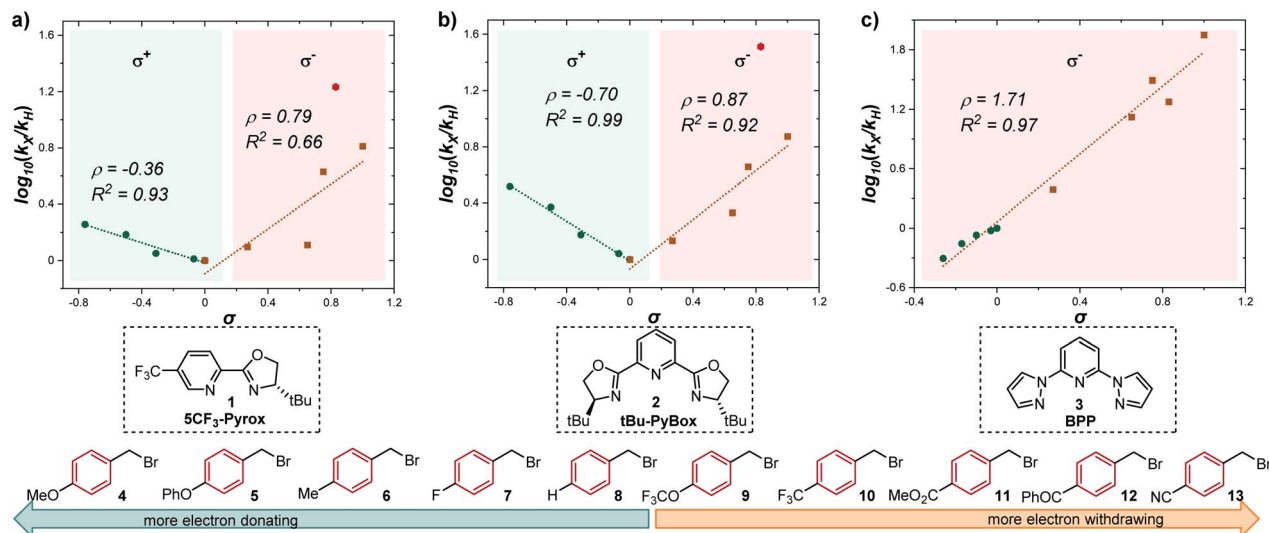 a)
log₁₀(kX/kH)
1.6
1.2
0.8
0.4
0.0
-0.8
-0.4
0
0.4
0.8
1.2
σ
σ⁺
σ⁻
ρ = -0.36
R² = 0.93
ρ = 0.79
R² = 0.66
b)
log₁₀(kX/kH)
1.6
1.2
0.8
0.4
0.0
-0.8
-0.4
0
0.4
0.8
1.2
σ
σ⁺
σ⁻
ρ = -0.70
R² = 0.99
ρ = 0.87
R² = 0.92
c)
log₁₀(kX/kH)
1.8
1.2
0.6
0
-0.6
-0.4
0.0
0.4
0.8
1.2
σ
σ⁻
ρ = 1.71
R² = 0.97
F₃C
N
O
N
tBu
1
5CF₃-Pyrox
O
N
N
O
N
tBu
tBu
2
tBu-PyBox
N
N
N
N
N
3
BPP
MeO
Br
4
PhO
Br
5
Me
Br
6
F
Br
7
H
Br
8
F₃CO
Br
9
F₃C
Br
10
MeO₂C
Br
11
PhOC
Br
12
NC
Br
13
more electron donating
more electron withdrawing